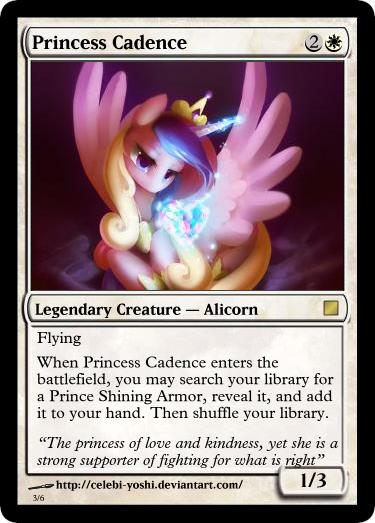 Princess Cadence 2
Legendary Creature — Alicorn
Flying
When Princess Cadence enters the
battlefield, you may search your library for
a Prince Shining Armor, reveal it, and add
it to your hand. Then shuffle your library.
“The princess of love and kindness, yet she is a
strong supporter of fighting for what is right”
http://celebi-yoshi.deviantart.com/
1/3
3/6